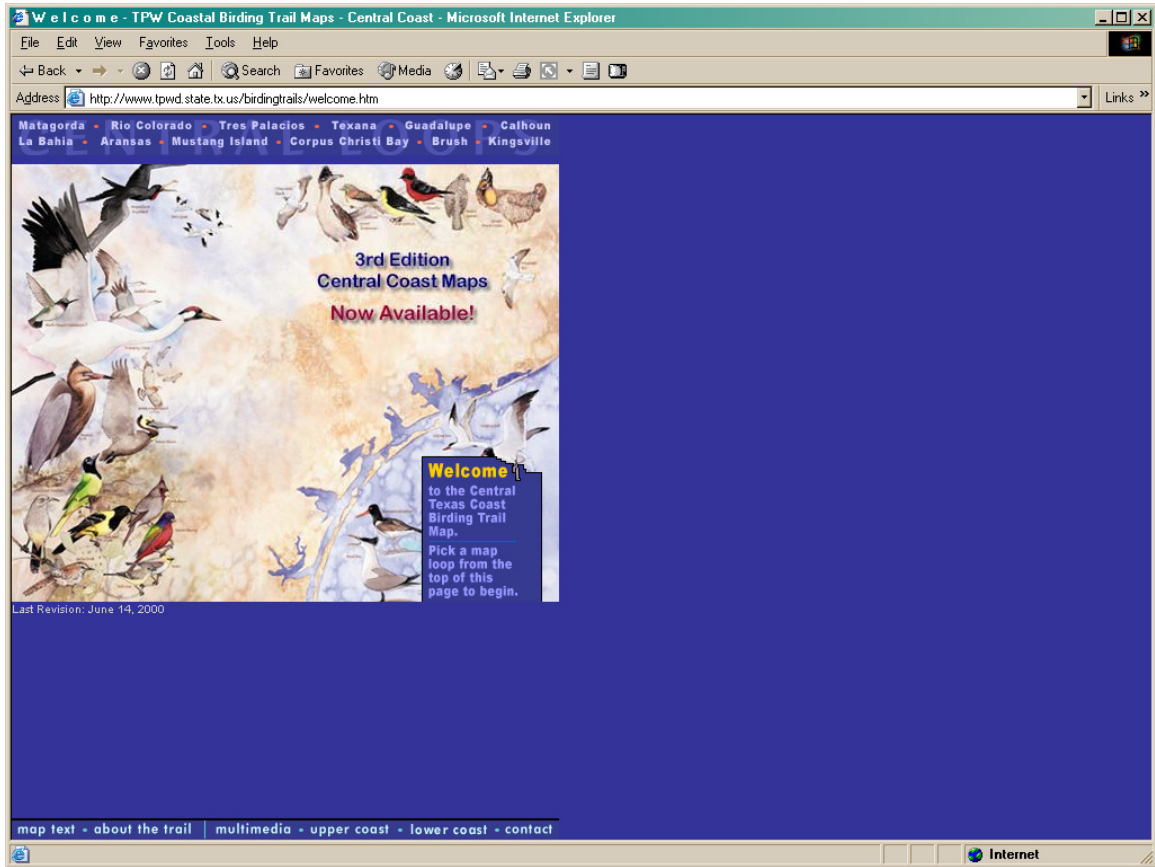 W e l c o m e - TPW Coastal Birding Trail Maps - Central Coast - Microsoft Internet Explorer
File Edit View Favorites Tools Help
Back Search Favorites Media
Address http://www.tpwd.state.tx.us/birdingtrails/welcome.htm Links »
CENTRAL LOOPS
Matagorda • Rio Colorado • Tres Palacios • Texana • Guadalupe • Calhoun
La Bahia • Aransas • Mustang Island • Corpus Christi Bay • Brush • Kingsville
3rd Edition
Central Coast Maps
Now Available!
Welcome
to the Central
Texas Coast
Birding Trail
Map.
Pick a map
loop from the
top of this
page to begin.
Last Revision: June 14, 2000
map text • about the trail | multimedia • upper coast • lower coast • contact
Internet